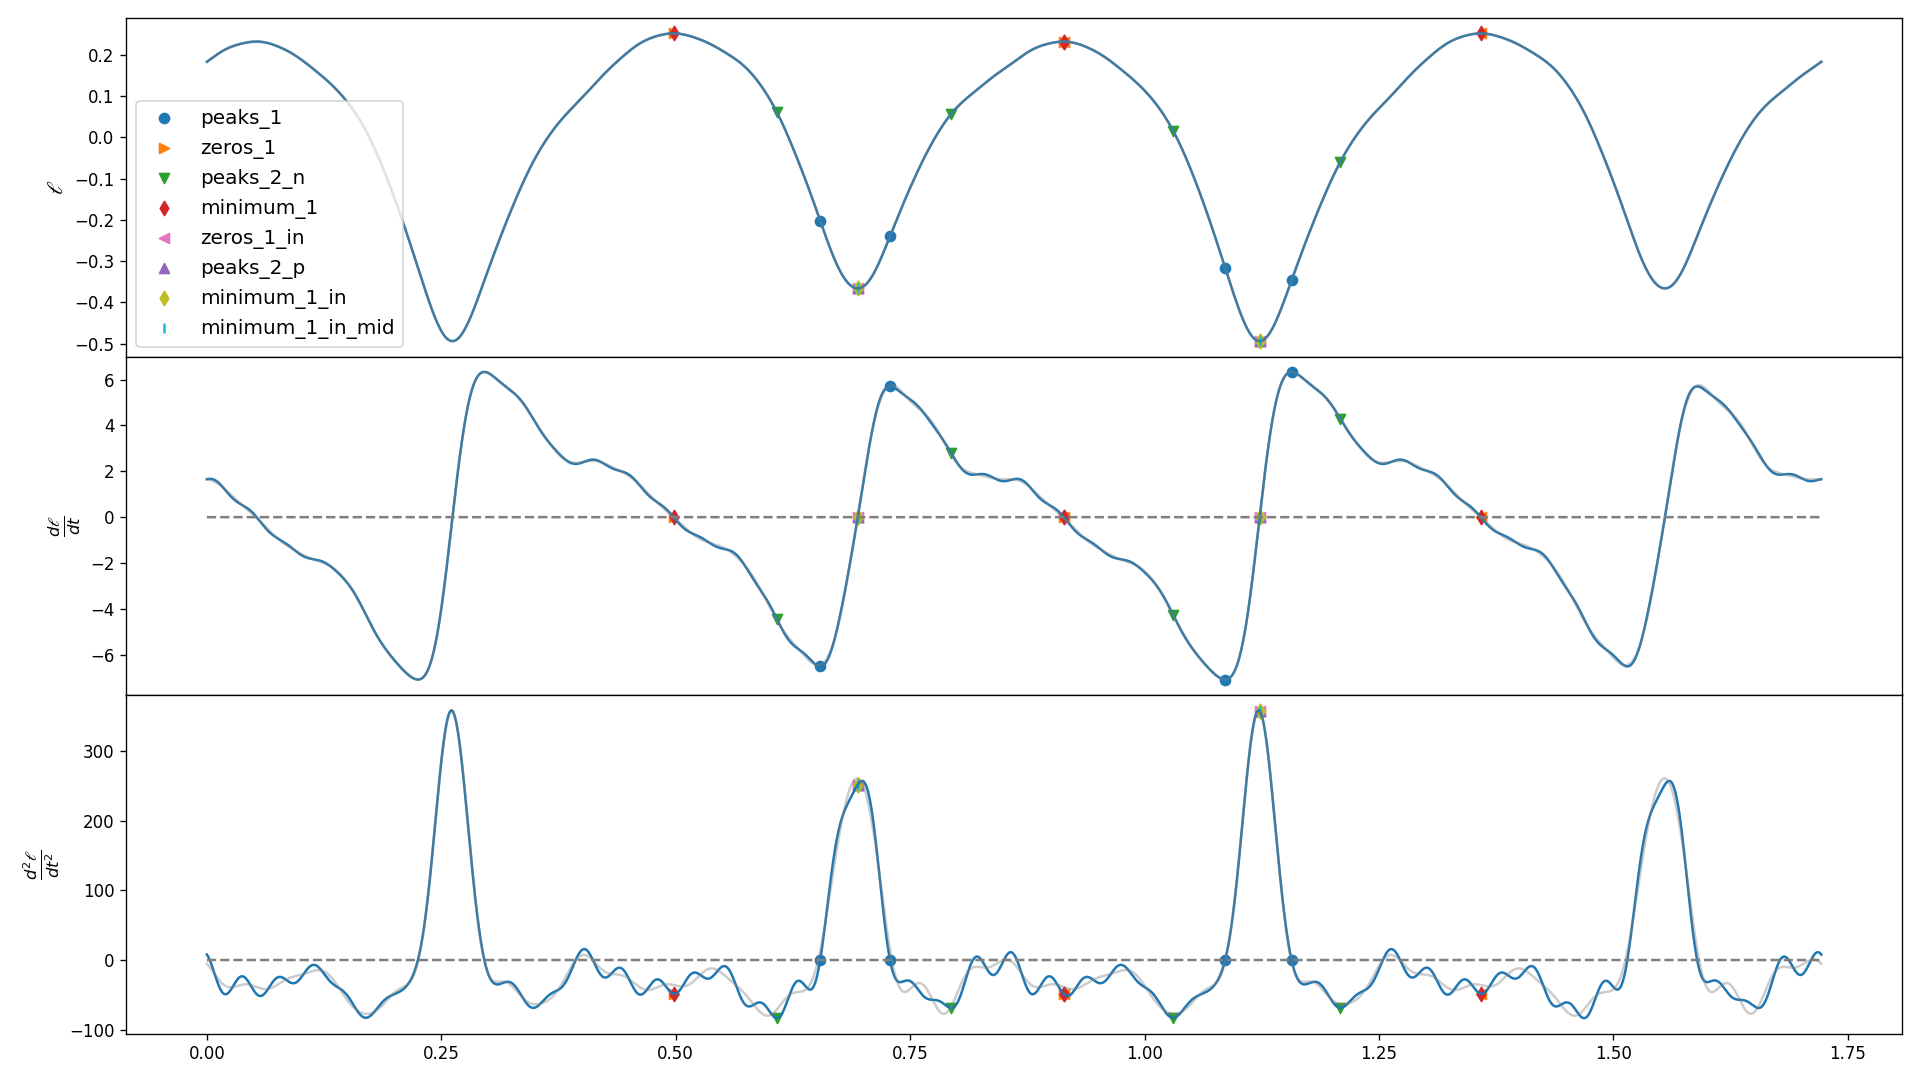 0.2
0.1
0.0
−0.1
−0.2
−0.3
−0.4
−0.5
ℓ
peaks_1
zeros_1
peaks_2_n
minimum_1
zeros_1_in
peaks_2_p
minimum_1_in
minimum_1_in_mid
6
4
2
0
−2
−4
−6
dℓ
dt
300
200
100
0
−100
d²ℓ
dt²
0.00 0.25 0.50 0.75 1.00 1.25 1.50 1.75